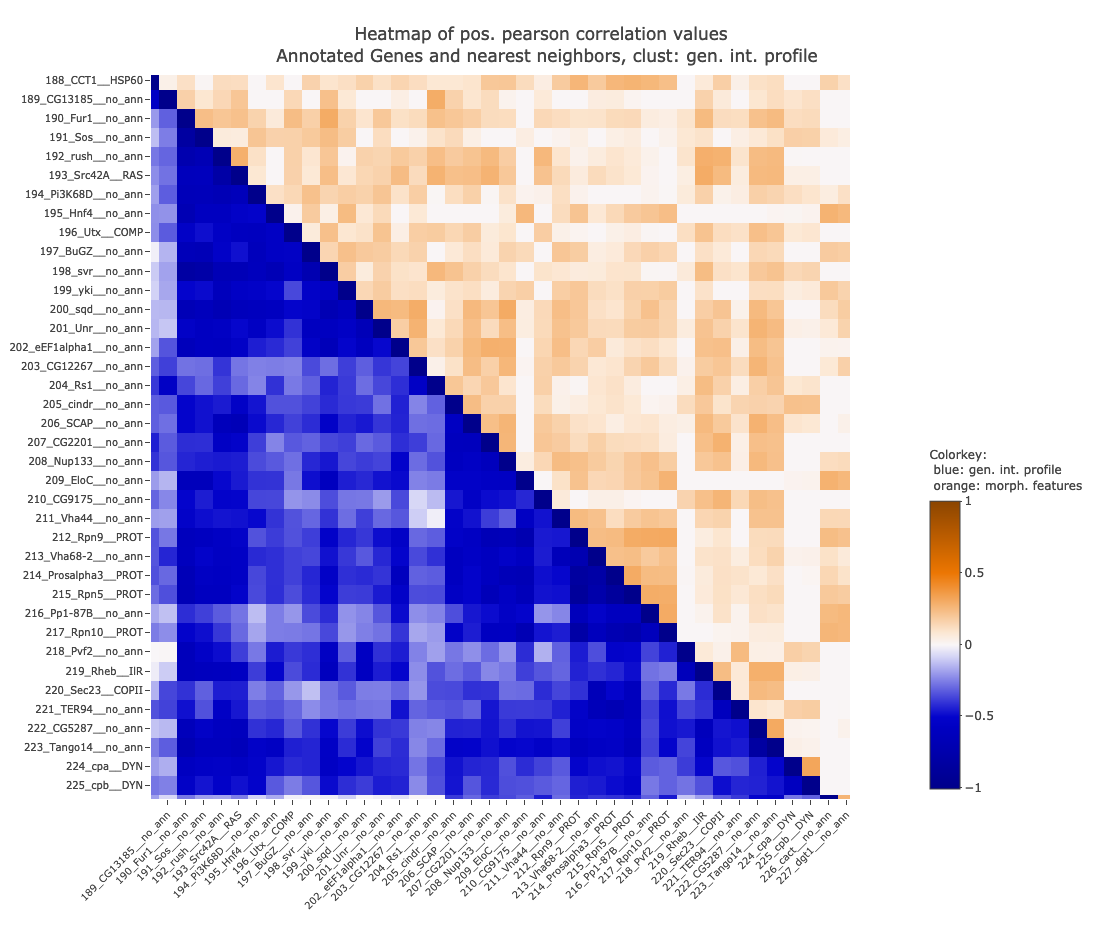 Heatmap of pos. pearson correlation values
Annotated Genes and nearest neighbors, clust: gen. int. profile
188_CCT1__HSP60
189_CG13185__no_ann
190_Fur1__no_ann
191_Sos__no_ann
192_rush__no_ann
193_Src42A__RAS
194_Pi3K68D__no_ann
195_Hnf4__no_ann
196_Utx__COMP
197_BuGZ__no_ann
198_svr__no_ann
199_yki__no_ann
200_sqd__no_ann
201_Unr__no_ann
202_eEF1alpha1__no_ann
203_CG12267__no_ann
204_Rs1__no_ann
205_cindr__no_ann
206_SCAP__no_ann
207_CG2201__no_ann
208_Nup133__no_ann
209_EloC__no_ann
210_CG9175__no_ann
211_Vha44__no_ann
212_Rpn9__PROT
213_Vha68-2__no_ann
214_Prosalpha3__PROT
215_Rpn5__PROT
216_Pp1-87B__no_ann
217_Rpn10__PROT
218_Pvf2__no_ann
219_Rheb__IIR
220_Sec23__COPII
221_TER94__no_ann
222_CG5287__no_ann
223_Tango14__no_ann
224_cpa__DYN
225_cpb__DYN
189_CG13185__no_ann
190_Fur1__no_ann
191_Sos__no_ann
192_rush__no_ann
193_Src42A__RAS
194_Pi3K68D__no_ann
195_Hnf4__no_ann
196_Utx__COMP
197_BuGZ__no_ann
198_svr__no_ann
199_yki__no_ann
200_sqd__no_ann
201_Unr__no_ann
202_eEF1alpha1__no_ann
203_CG12267__no_ann
204_Rs1__no_ann
205_cindr__no_ann
206_SCAP__no_ann
207_CG2201__no_ann
208_Nup133__no_ann
209_EloC__no_ann
210_CG9175__no_ann
211_Vha44__no_ann
212_Rpn9__PROT
213_Vha68-2__no_ann
214_Prosalpha3__PROT
215_Rpn5__PROT
216_Pp1-87B__no_ann
217_Rpn10__PROT
218_Pvf2__no_ann
219_Rheb__IIR
220_Sec23__COPII
221_TER94__no_ann
222_CG5287__no_ann
223_Tango14__no_ann
224_cpa__DYN
225_cpb__DYN
226_cact__no_ann
227_dgt1__no_ann
Colorkey:
blue: gen. int. profile
orange: morph. features
1
0.5
0
−0.5
−1